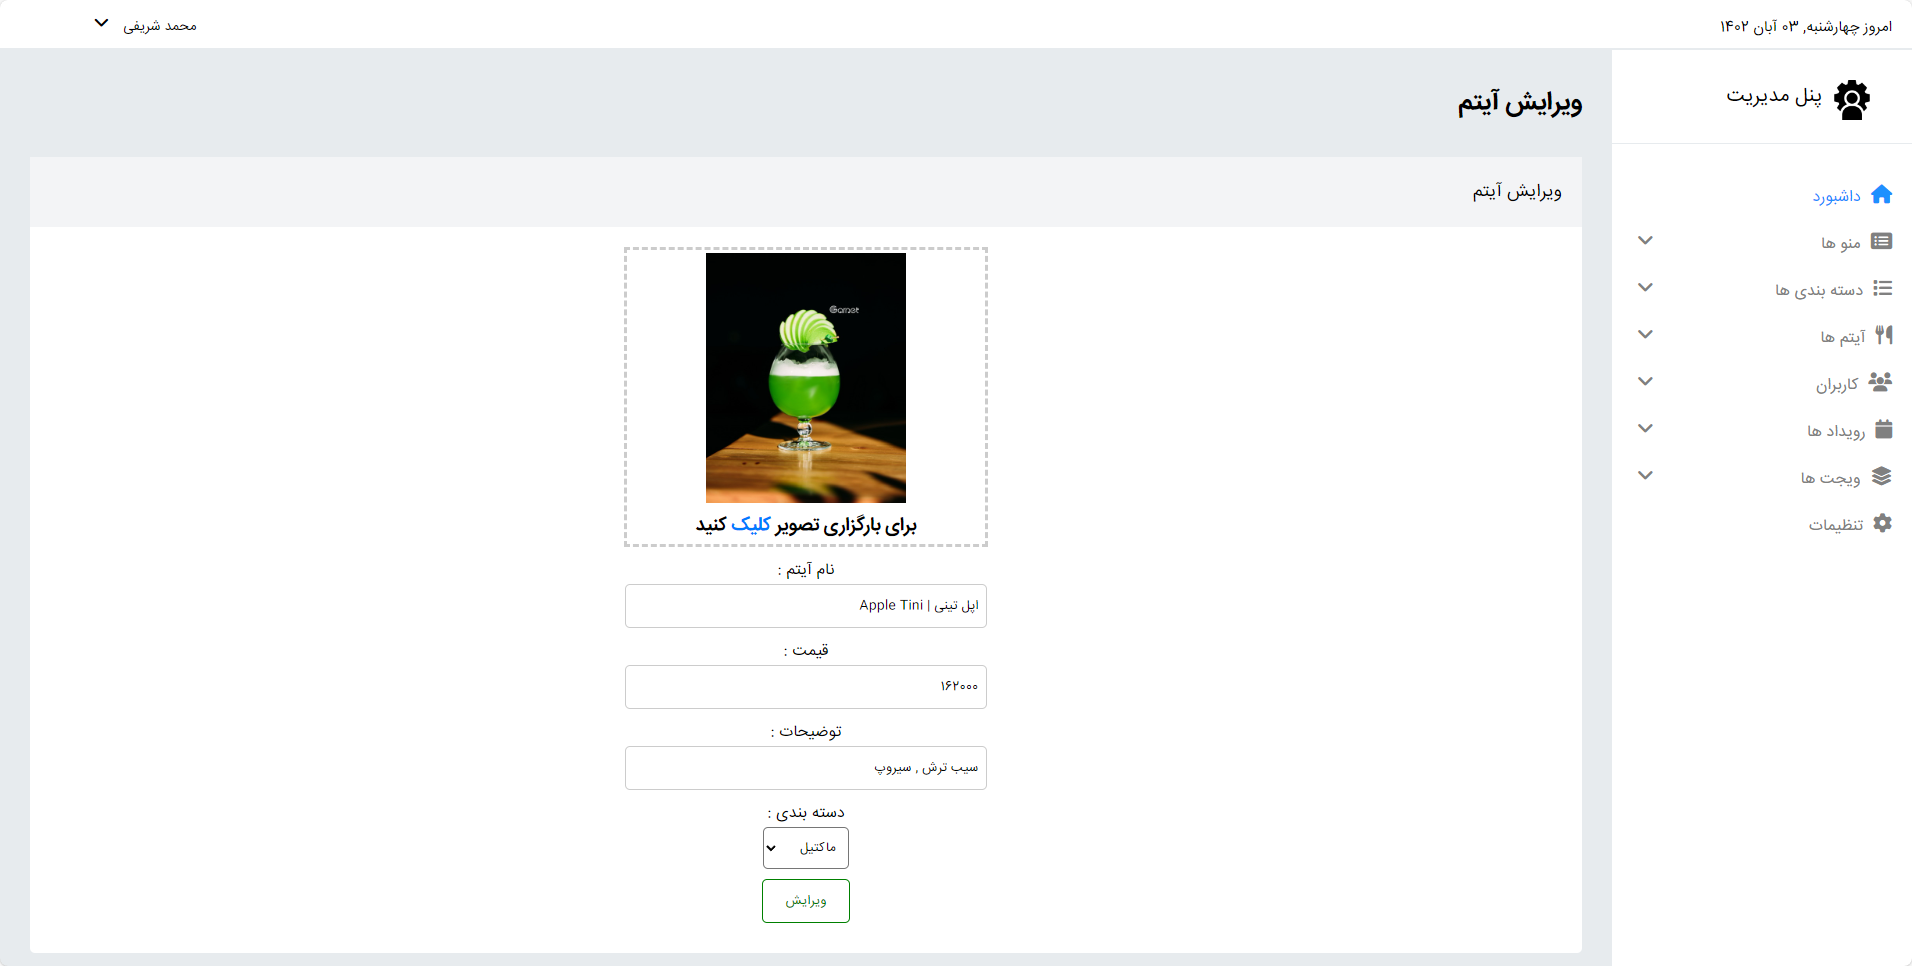 امروز چهارشنبه, ۰۳ آبان ۱۴۰۲
محمد شریفی
پنل مدیریت
داشبورد
منو ها
دسته بندی ها
آیتم ها
کاربران
رویداد ها
ویجت ها
تنظیمات
ویرایش آیتم
ویرایش آیتم
Garnet
برای بارگزاری تصویر کلیک کنید
نام آیتم :
اپل تینی | Apple Tini
قیمت :
۱۶۲۰۰۰
توضیحات :
سیب ترش , سیروپ
دسته بندی :
ماکتیل
ویرایش